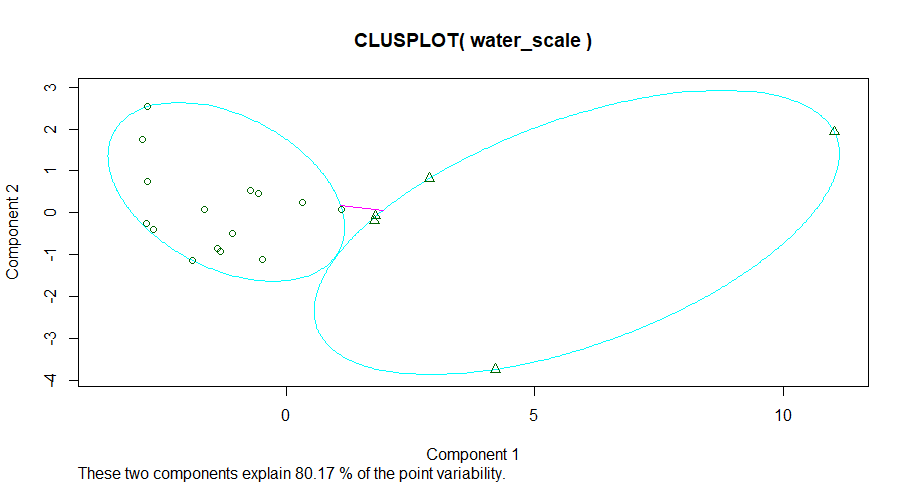 CLUSPLOT( water_scale )
3
2
1
0
-1
-2
-3
-4
Component 2
0 5 10
Component 1
These two components explain 80.17 % of the point variability.